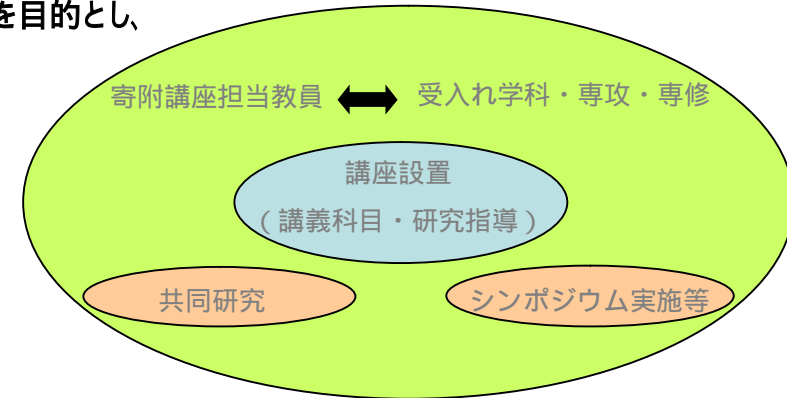 を目的とし、
寄附講座担当教員 受入れ学科・専攻・専修
講座設置
(講義科目・研究指導)
共同研究 シンポジウム実施等